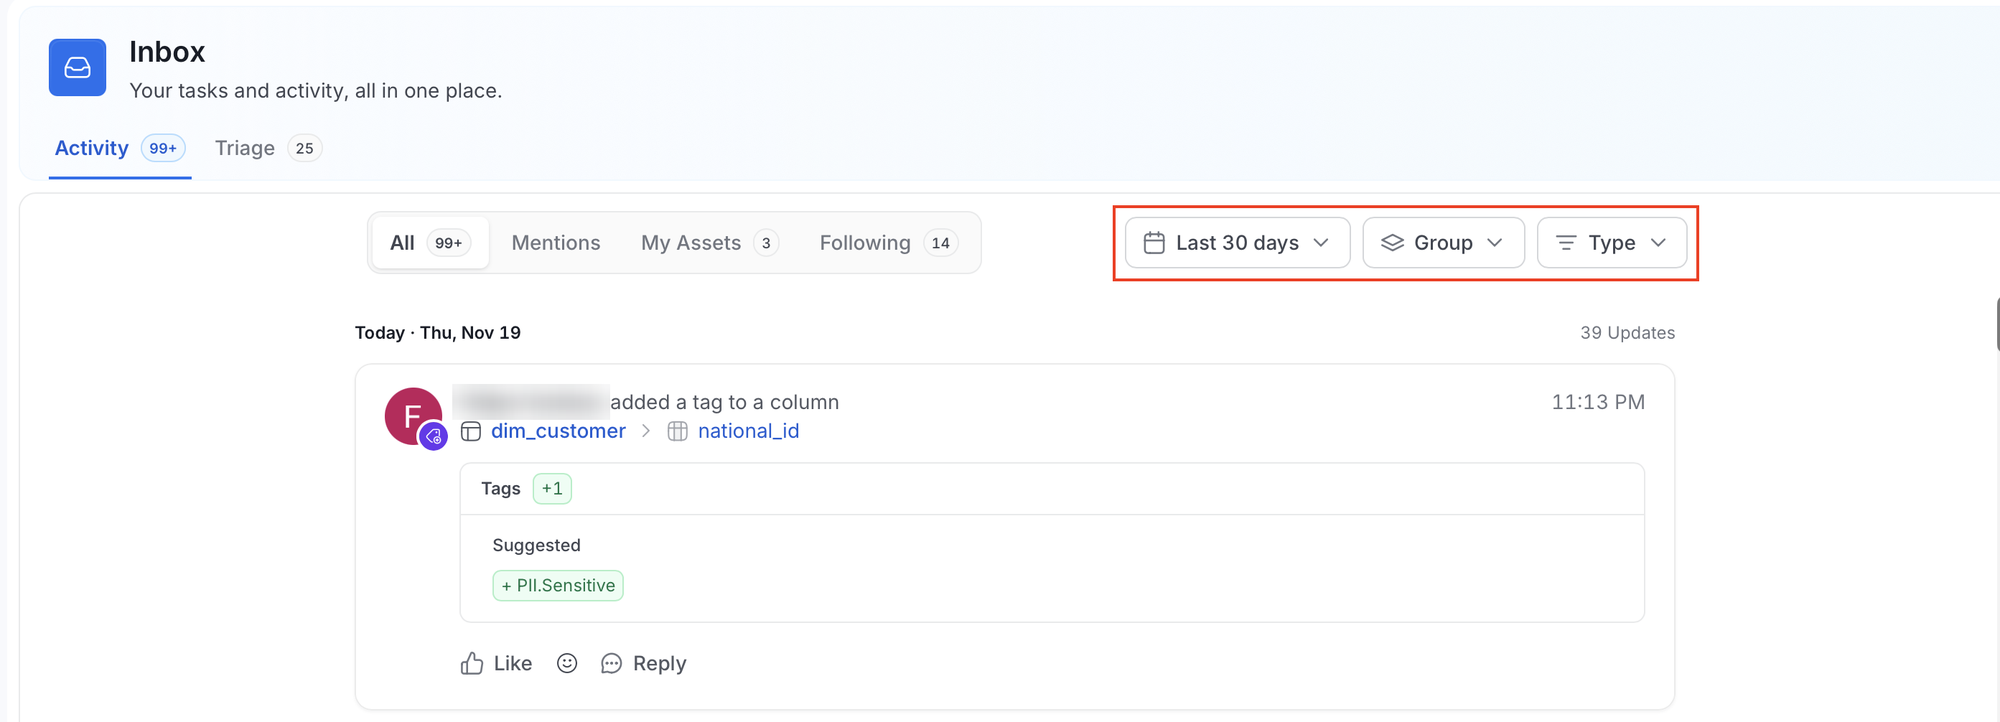 Inbox
Your tasks and activity, all in one place.
Activity 99+ Triage 25
All 99+ Mentions My Assets 3 Following 14 Last 30 days Group Type
Today · Thu, Nov 19 39 Updates
F added a tag to a column 11:13 PM
dim_customer > national_id
Tags +1
Suggested
+ PII.Sensitive
Like Reply